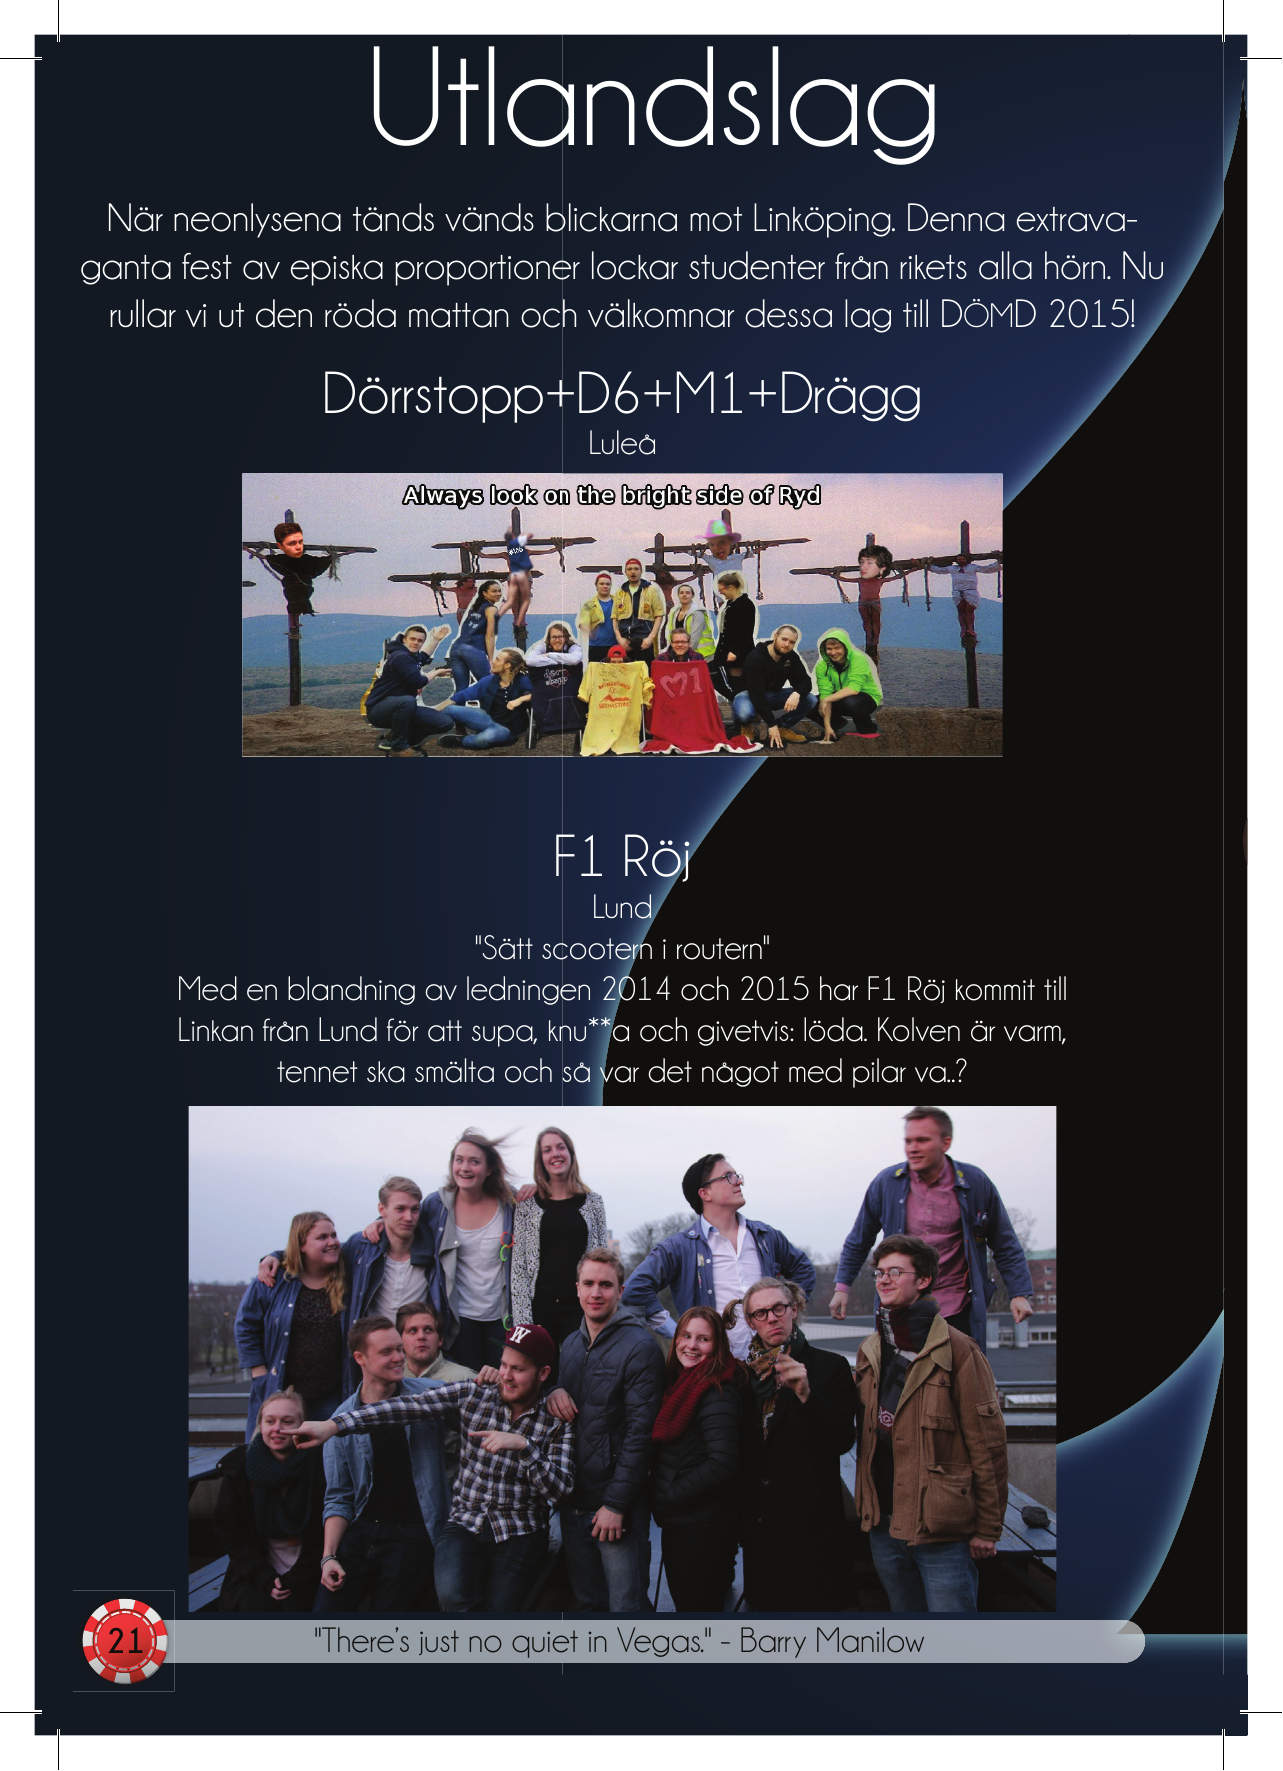 Utlandslag
När neonlysena tänds vänds blickarna mot Linköping. Denna extrava-
ganta fest av episka proportioner lockar studenter från rikets alla hörn. Nu
rullar vi ut den röda mattan och välkomnar dessa lag till DÖMD 2015!
Dörrstopp+D6+M1+Drägg
Luleå
Always look on the bright side of Ryd
M1
F1 Röj
Lund
"Sätt scootern i routern"
Med en blandning av ledningen 2014 och 2015 har F1 Röj kommit till
Linkan från Lund för att supa, knu**a och givetvis: löda. Kolven är varm,
tennet ska smälta och så var det något med pilar va..?
W
21
"There's just no quiet in Vegas." - Barry Manilow